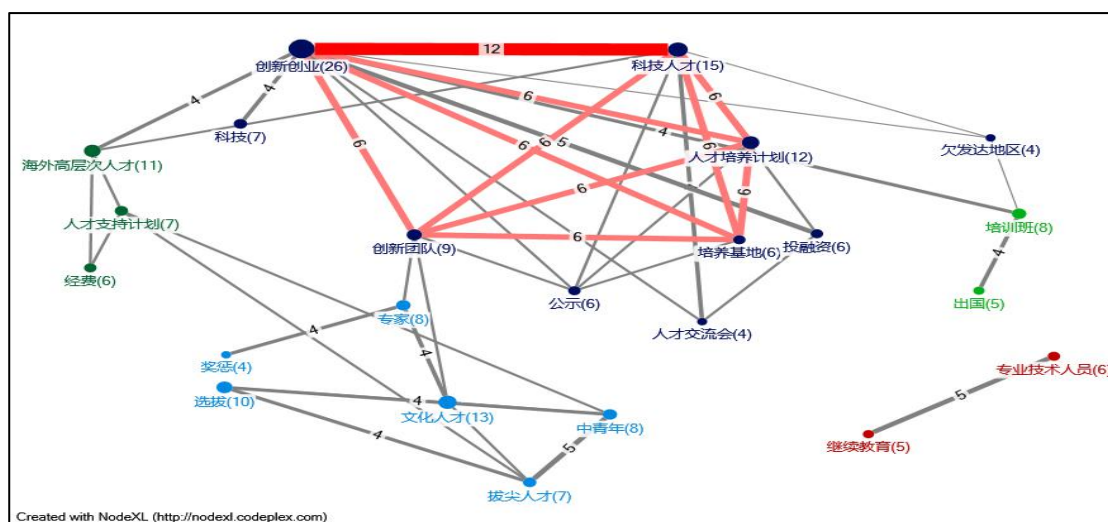 12
创新创业(26)
科技人才(15)
4
4
6
6
科技(7)
4
5
6
6
6
人才培养计划(12)
欠发达地区(4)
海外高层次人才(11)
6
6
6
人才支持计划(7)
培训班(8)
创新团队(9)
6
培养基地(6)
投融资(6)
4
经费(6)
公示(6)
出国(5)
专家(8)
人才交流会(4)
4
4
奖惩(4)
专业技术人员(6)
选拔(10)
4
文化人才(13)
中青年(8)
5
4
5
继续教育(5)
拔尖人才(7)
Created with NodeXL (http://nodexl.codeplex.com)